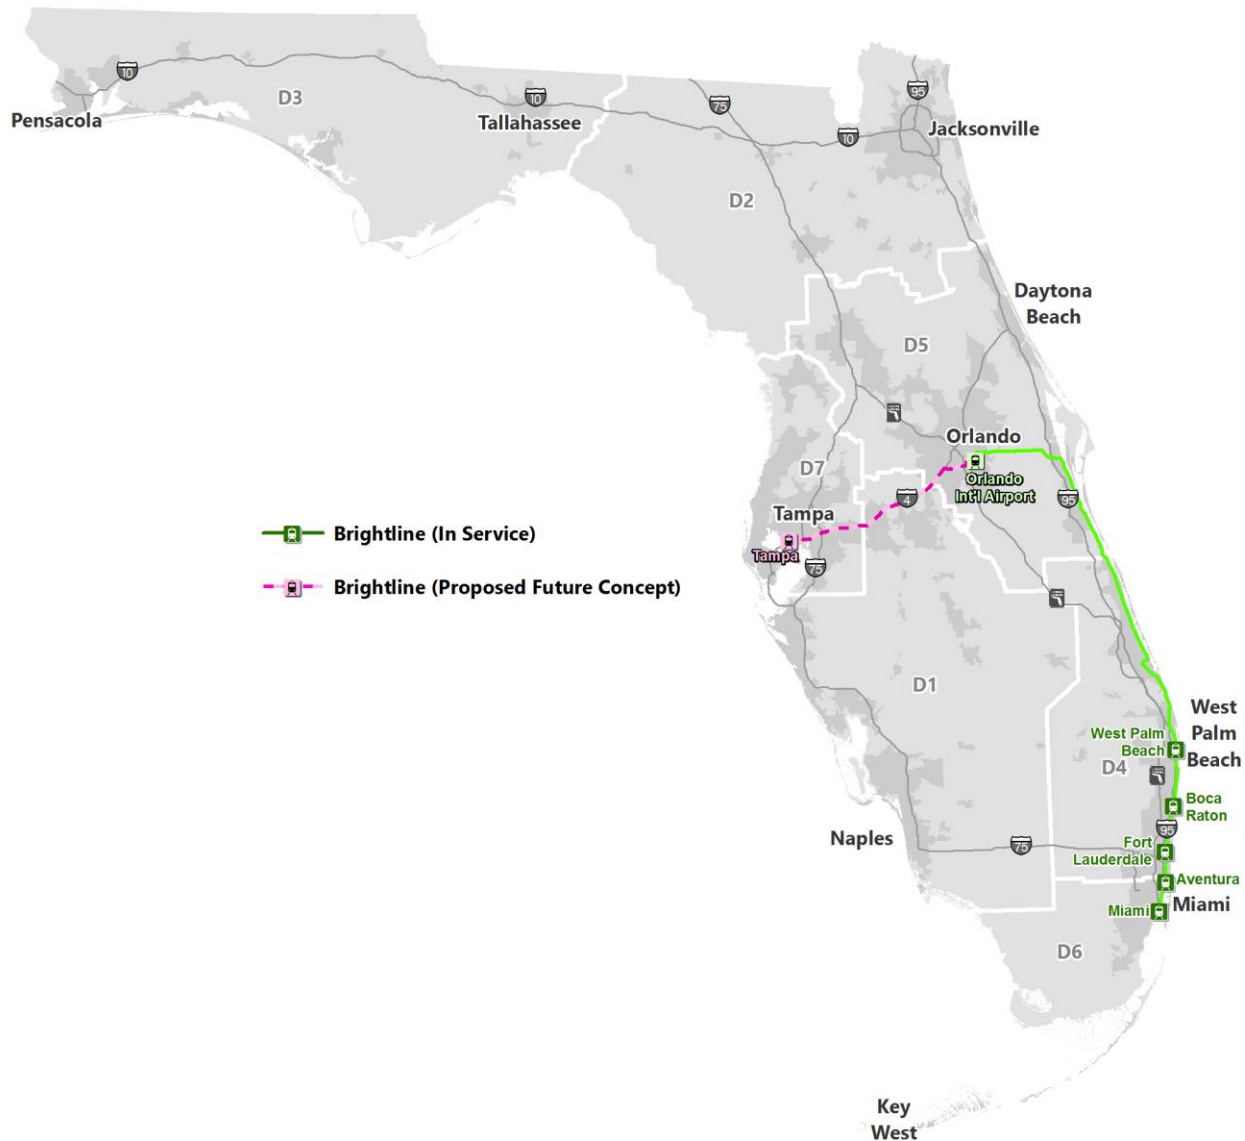 10
D3
Pensacola
10
Tallahassee
75
95
10
Jacksonville
D2
Daytona
Beach
D5
Orlando
Orlando
Int'l Airport
D7
4
95
Tampa
Tampa
75
Brightline (In Service)
Brightline (Proposed Future Concept)
D1
West
Palm
Beach
West Palm
Beach
D4
Boca
Raton
95
Naples
75
Fort
Lauderdale
Aventura
Miami
Miami
D6
Key
West